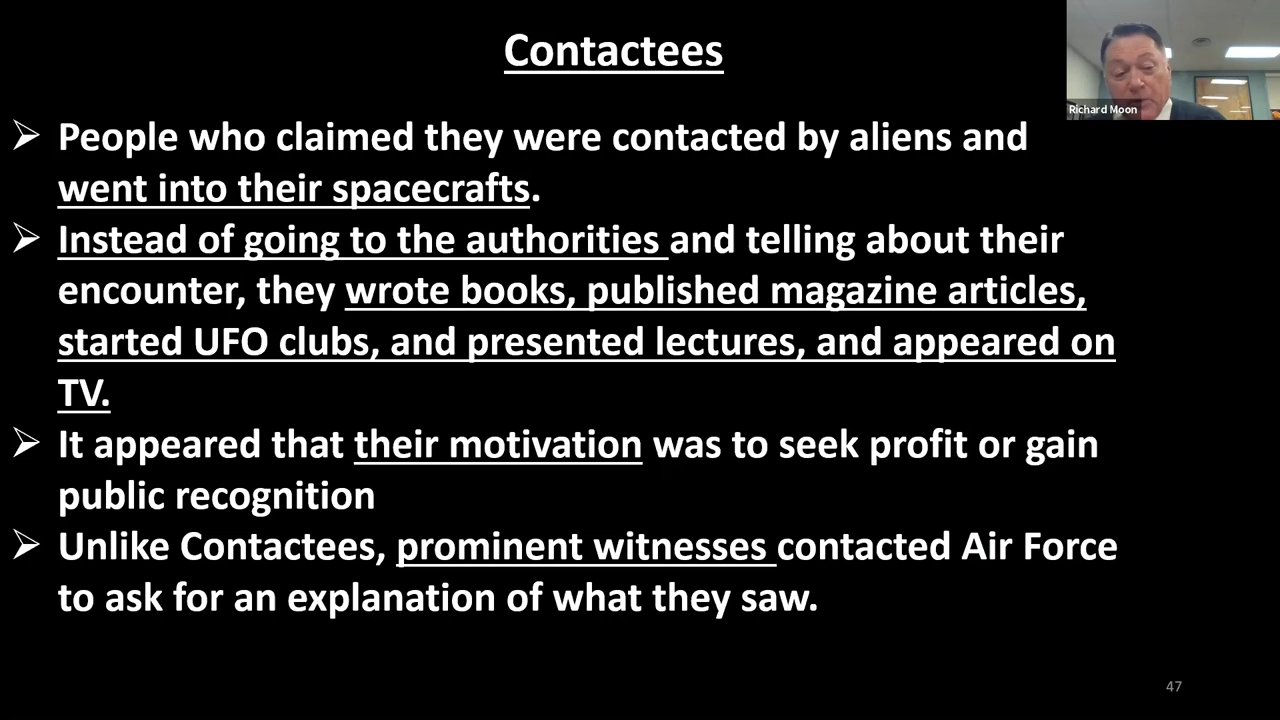 Contactees
Richard Moon
➢ People who claimed they were contacted by aliens and
went into their spacecrafts.
➢ Instead of going to the authorities and telling about their
encounter, they wrote books, published magazine articles,
started UFO clubs, and presented lectures, and appeared on
TV.
➢ It appeared that their motivation was to seek profit or gain
public recognition
➢ Unlike Contactees, prominent witnesses contacted Air Force
to ask for an explanation of what they saw.
47